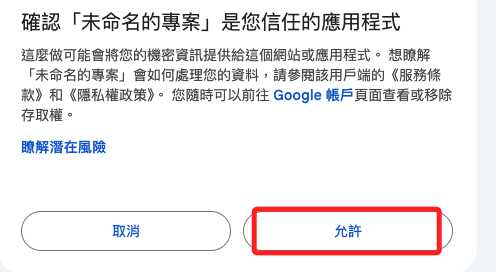 確認「未命名的專案」是您信任的應用程式
這麼做可能會將您的機密資訊提供給這個網站或應用程式。 想瞭解
「未命名的專案」會如何處理您的資料，請參閱該用戶端的《服務條
款》和《隱私權政策》。 您隨時可以前往 Google 帳戶頁面查看或移除
存取權。
瞭解潛在風險
取消
允許